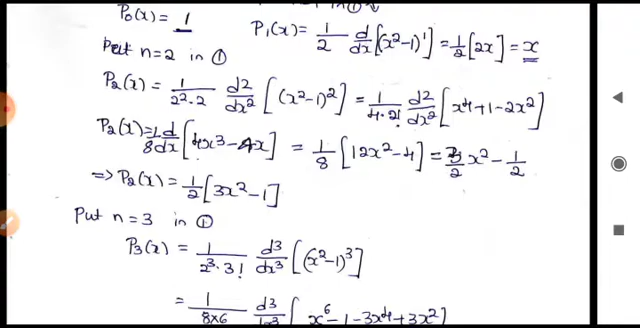 P₀(x) = 1
P₁(x) = 1/2 d/dx [(x²-1)¹] = 1/2 [2x] = x
Put n=2 in ①
P₂(x) = 1/2²·2 d2/dx² [(x²-1)²] = 1/4·2! d2/dx² [x⁴+1-2x²]
P₂(x) = 1/8 d/dx [4x³-4x] = 1/8 [12x²-4] = 3/2 x² - 1/2
⇒ P₂(x) = 1/2 [3x²-1]
Put n=3 in ①
P₃(x) = 1/2³·3! d3/dx³ [(x²-1)³]
= 1/8×6 d3/dx³ [x⁶-1-3x⁴+3x²]